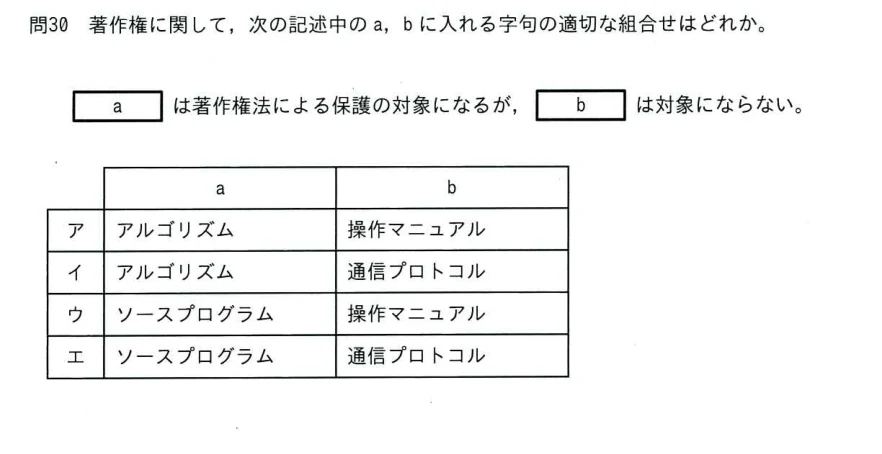 問30 著作権に関して，次の記述中の a，b に入れる字句の適切な組合せはどれか。
a は著作権法による保護の対象になるが， b は対象にならない。
a b
ア アルゴリズム 操作マニュアル
イ アルゴリズム 通信プロトコル
ウ ソースプログラム 操作マニュアル
エ ソースプログラム 通信プロトコル